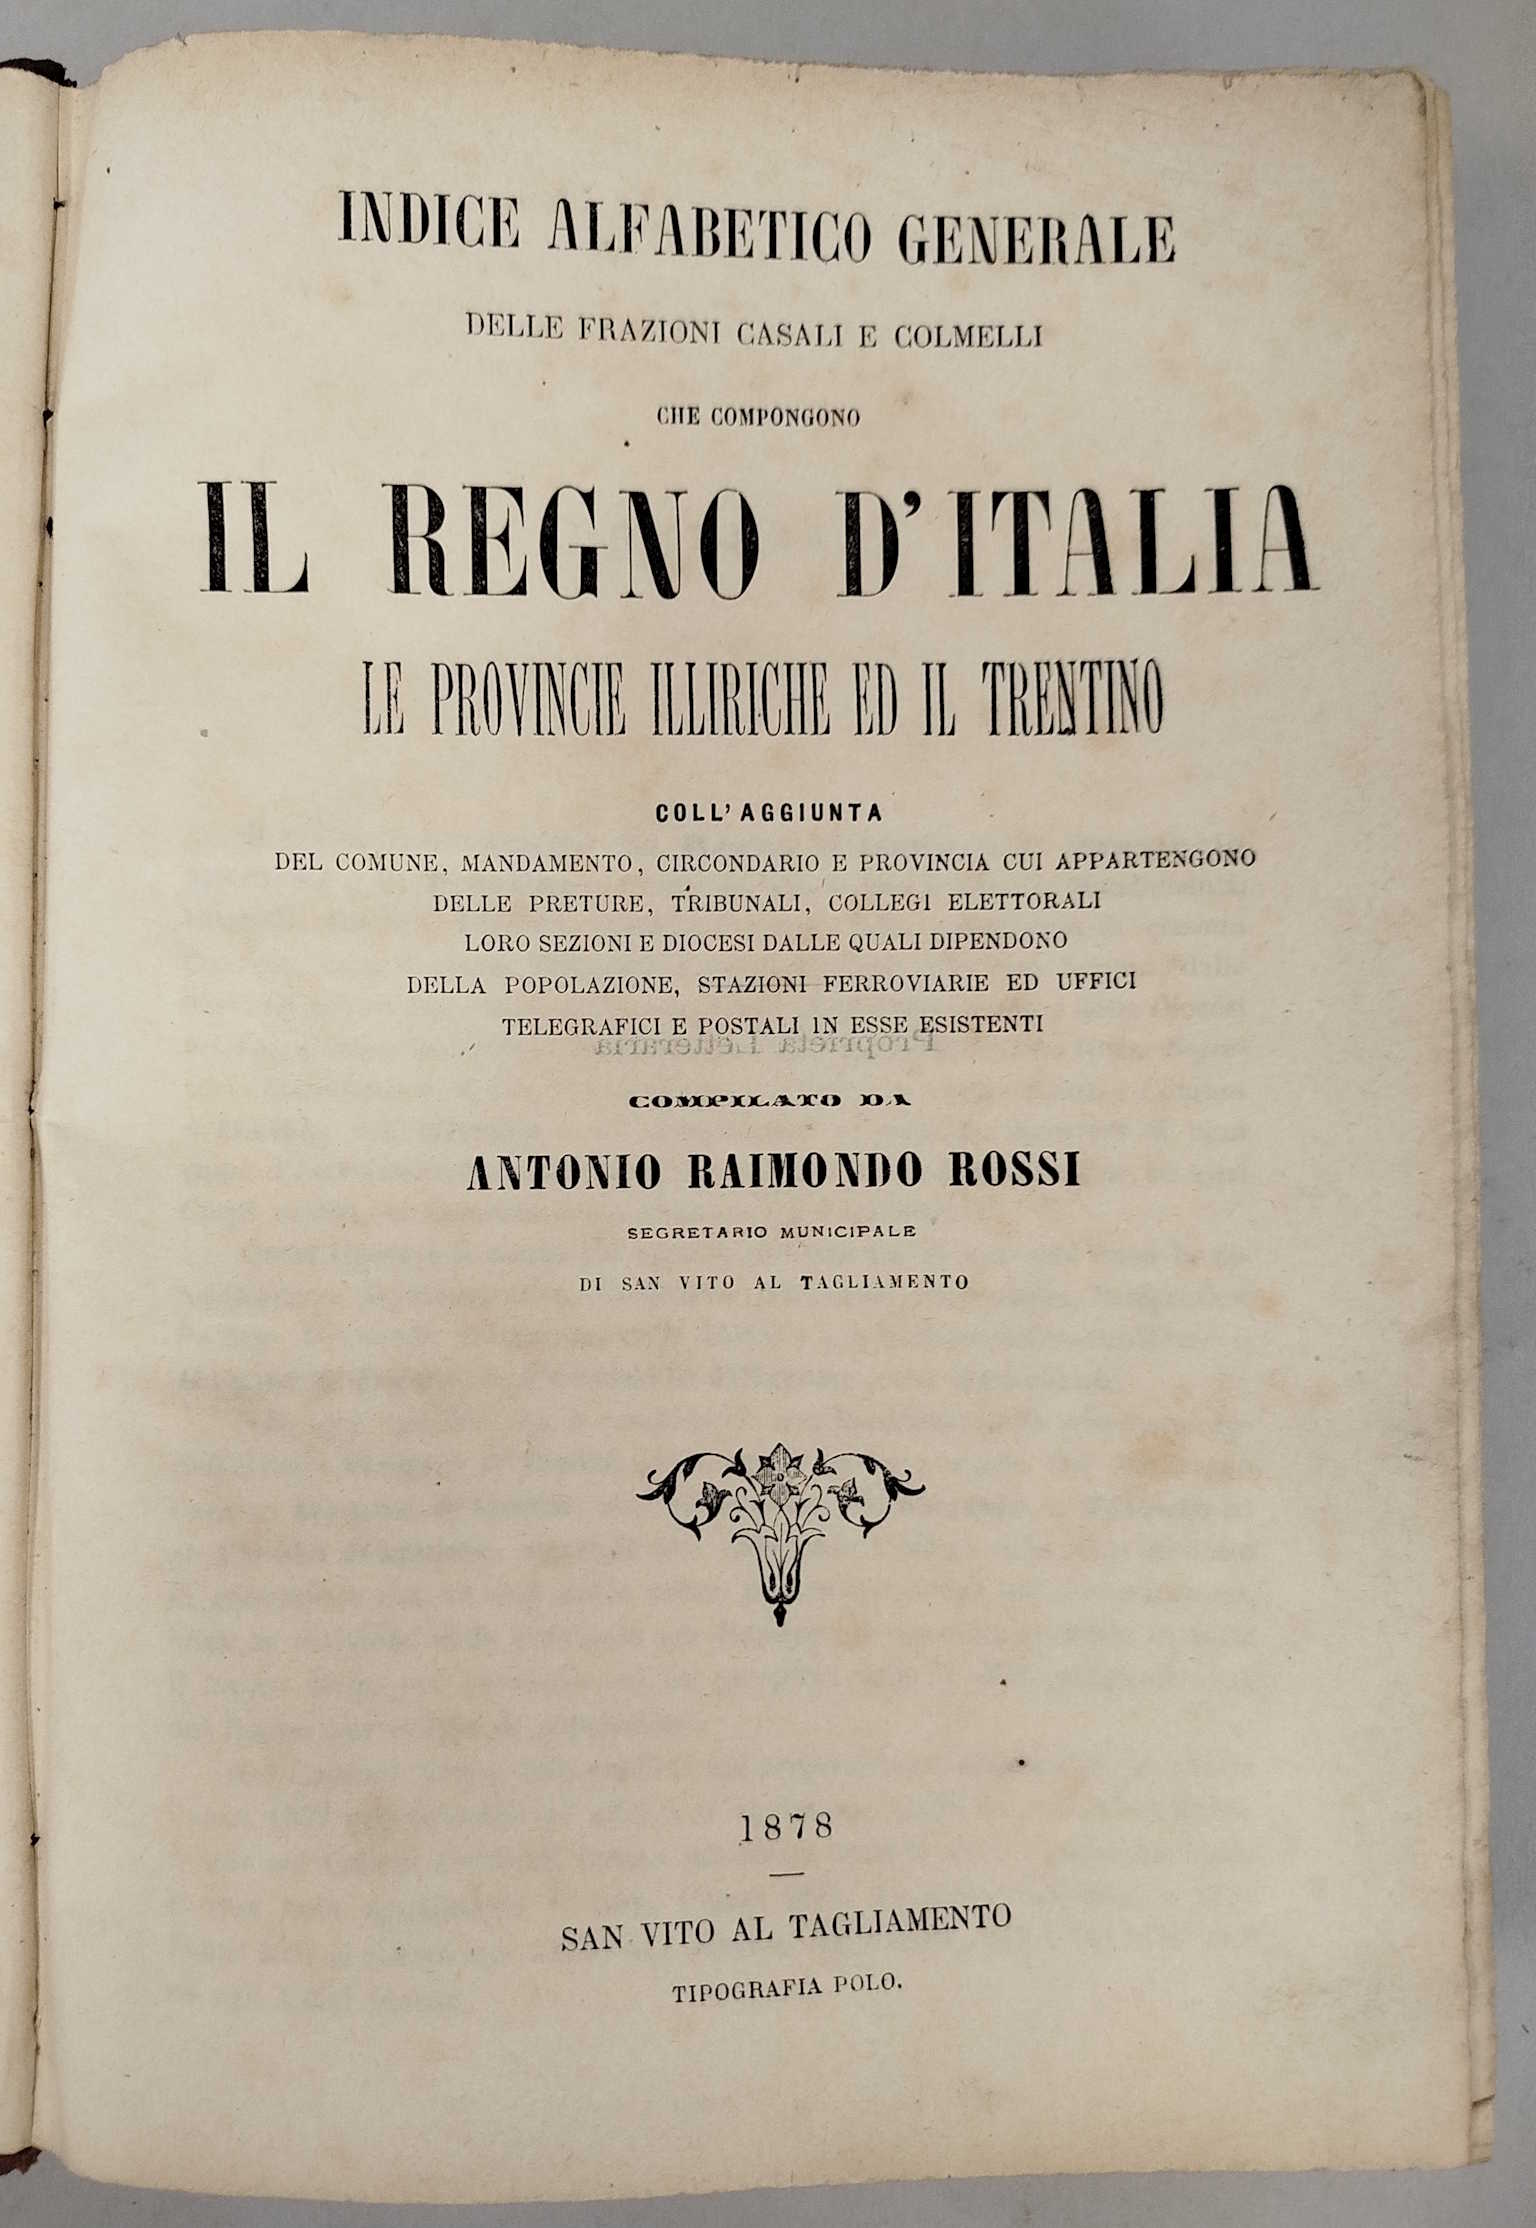 INDICE ALFABETICO GENERALE
DELLE FRAZIONI CASALI E COLMELLI
CHE COMPONGONO
IL REGNO D'ITALIA
LE PROVINCIE ILLIRICHE ED IL TRENTINO
COLL'AGGIUNTA
DEL COMUNE, MANDAMENTO, CIRCONDARIO E PROVINCIA CUI APPARTENGONO
DELLE PRETURE, TRIBUNALI, COLLEGI ELETTORALI
LORO SEZIONI E DIOCESI DALLE QUALI DIPENDONO
DELLA POPOLAZIONE, STAZIONI FERROVIARIE ED UFFICI
TELEGRAFICI E POSTALI IN ESSE ESISTENTI
Proprietà Letteraria
COMPILATO DA
ANTONIO RAIMONDO ROSSI
SEGRETARIO MUNICIPALE
DI SAN VITO AL TAGLIAMENTO
1878
SAN VITO AL TAGLIAMENTO
TIPOGRAFIA POLO.